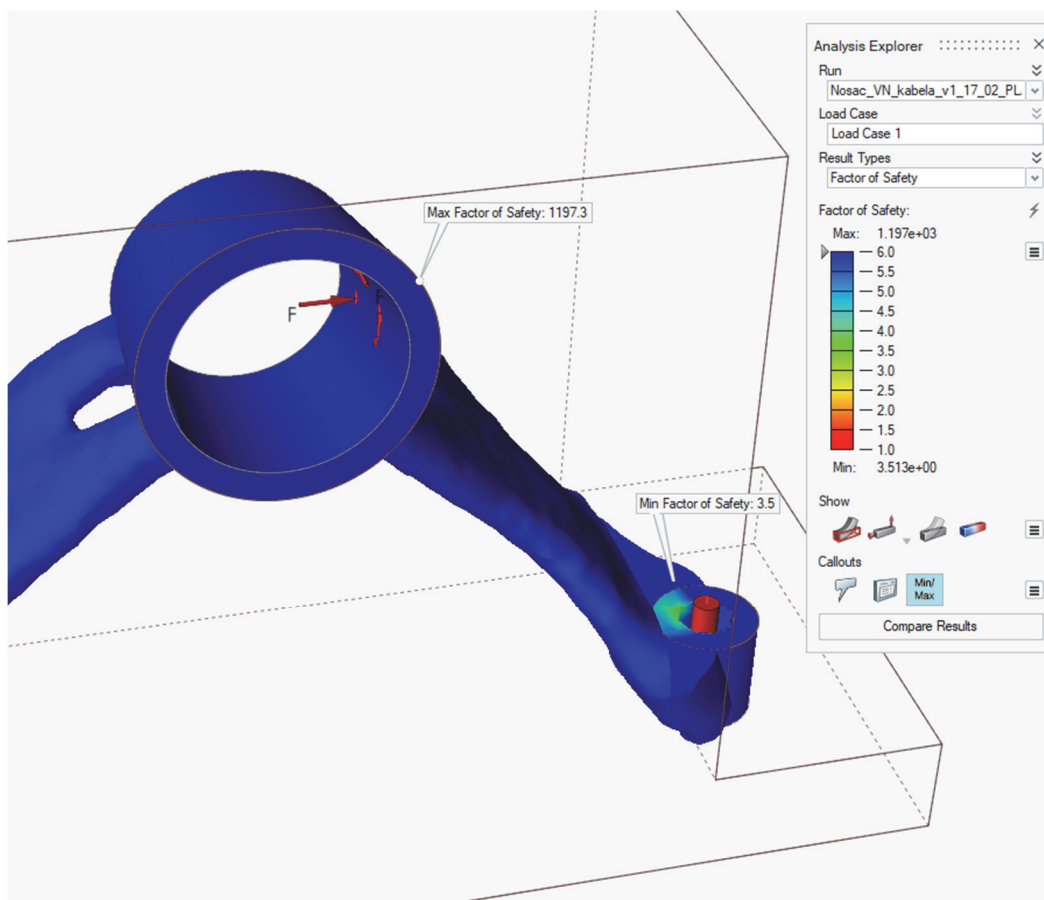 Analysis Explorer
Run
Nosac_VN_kabela_v1_17_02_PL.
Load Case
Load Case 1
Result Types
Factor of Safety
Factor of Safety:
Max: 1.197e+03
6.0
5.5
5.0
4.5
4.0
3.5
3.0
2.5
2.0
1.5
1.0
Min: 3.513e+00
Show
Callouts
Min/
Max
Compare Results
Max Factor of Safety: 1197.3
F
F
Min Factor of Safety: 3.5